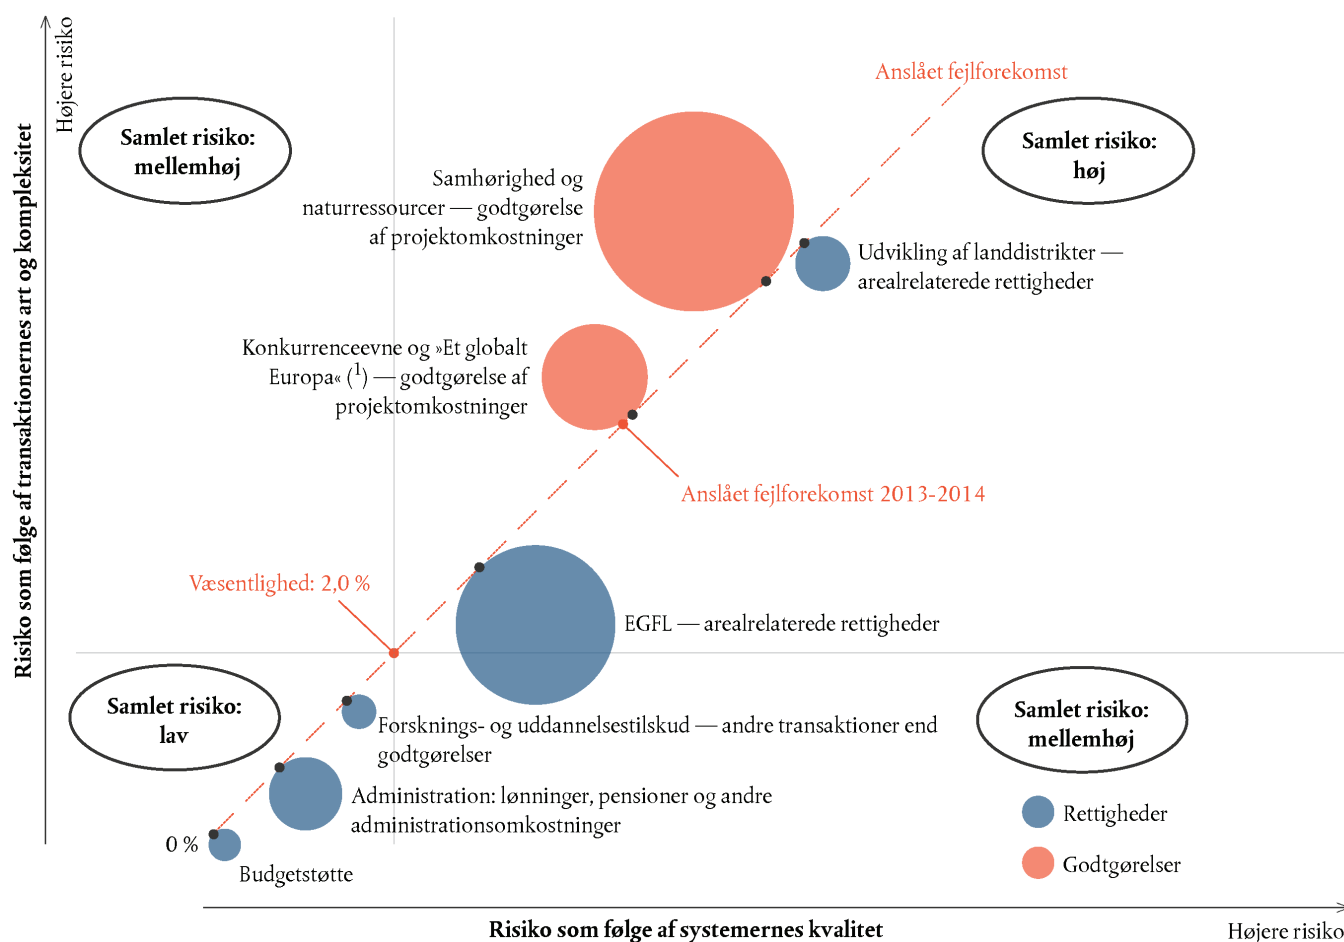 Højere risiko
Risiko som følge af transaktionernes art og kompleksitet
Anslået fejlforekomst
Samlet risiko:
mellemhøj
Samlet risiko:
høj
Samhørighed og
naturressourcer — godtgørelse
af projektomkostninger
Udvikling af landdistrikter —
arealrelaterede rettigheder
Konkurrenceevne og »Et globalt
Europa« (1) — godtgørelse af
projektomkostninger
Anslået fejlforekomst 2013-2014
Væsentlighed: 2,0 %
EGFL — arealrelaterede rettigheder
Samlet risiko:
lav
Samlet risiko:
mellemhøj
Forsknings- og uddannelsestilskud — andre transaktioner end
godtgørelser
Administration: lønninger, pensioner og andre
administrationsomkostninger
0 %
Budgetstøtte
Rettigheder
Godtgørelser
Risiko som følge af systemernes kvalitet
Højere risiko